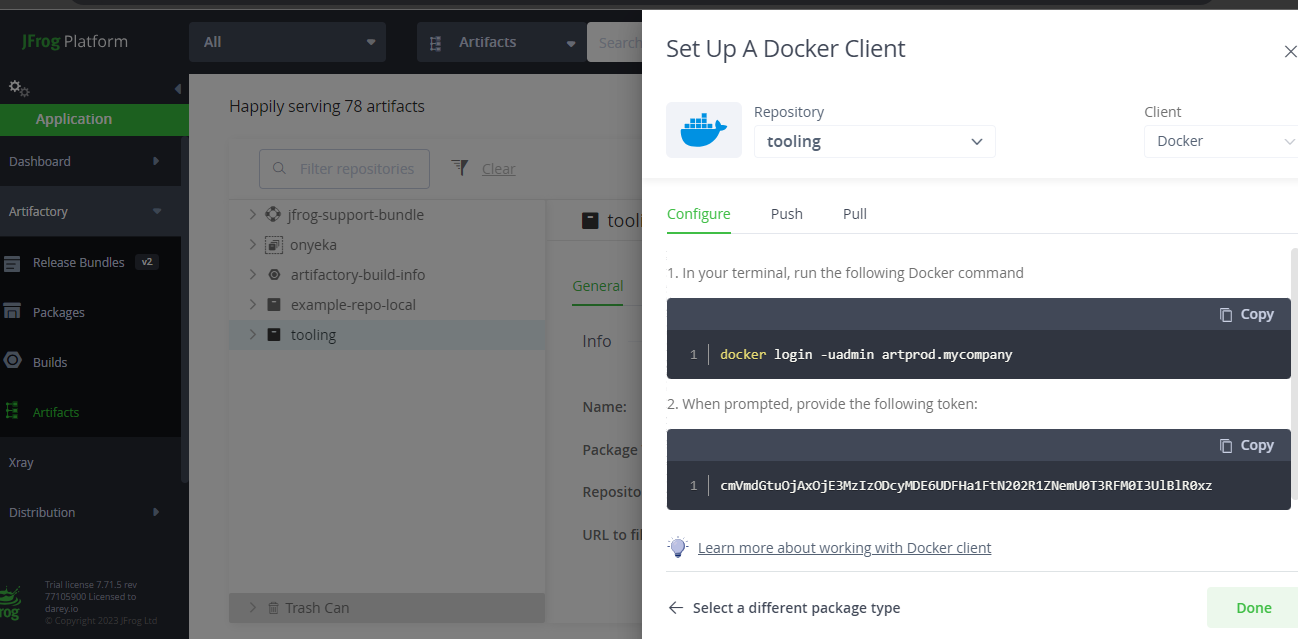 JFrog Platform
All
Artifacts
Search
Application
Dashboard
Artifactory
Release Bundles v2
Packages
Builds
Artifacts
Xray
Distribution
Trial license 7.71.5 rev
77105900 Licensed to
darey.io
© Copyright 2023 JFrog Ltd
Happily serving 78 artifacts
Filter repositories
Clear
jfrog-support-bundle
onyeka
artifactory-build-info
example-repo-local
tooling
Trash Can
tooli
General
Info
Name:
Package
Reposito
URL to fil
Set Up A Docker Client
Repository
tooling
Client
Docker
Configure
Push
Pull
1. In your terminal, run the following Docker command
Copy
1 docker login -uadmin artprod.mycompany
2. When prompted, provide the following token:
Copy
1 cmVmdGtuOjAxOjE3MzIzODcyMDE6UDFHa1FtN202R1ZNemU0T3RFM0I3UlBlR0xz
Learn more about working with Docker client
Select a different package type
Done